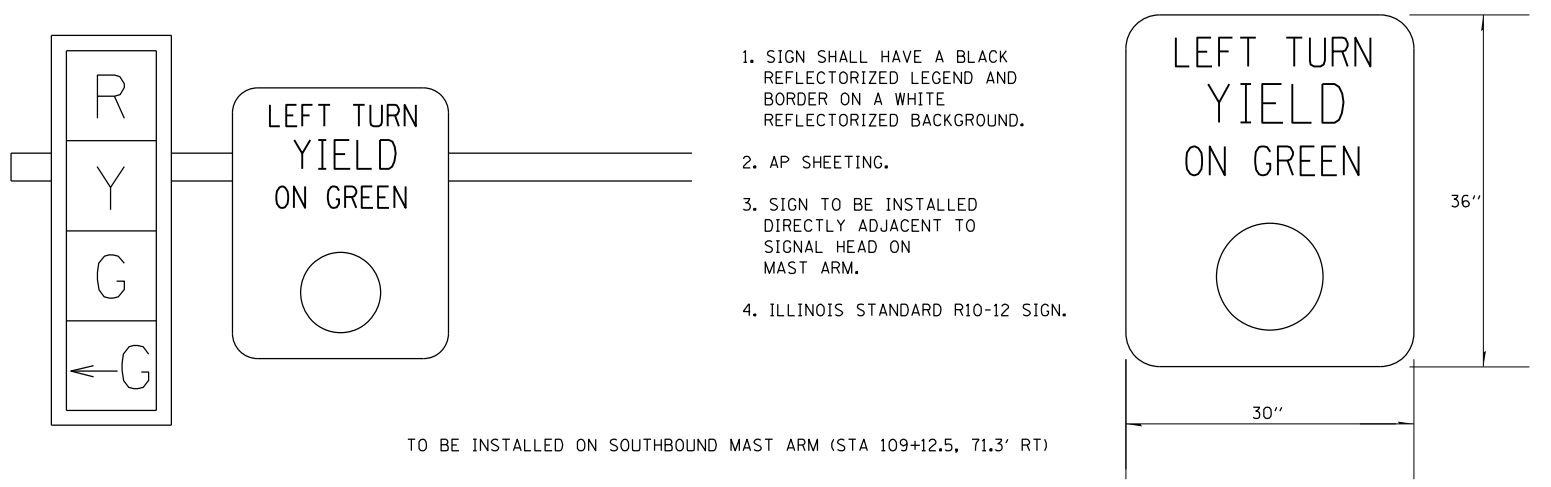 R
Y
G
G
LEFT TURN
YIELD
ON GREEN
1. SIGN SHALL HAVE A BLACK
REFLECTORIZED LEGEND AND
BORDER ON A WHITE
REFLECTORIZED BACKGROUND.
2. AP SHEETING.
3. SIGN TO BE INSTALLED
DIRECTLY ADJACENT TO
SIGNAL HEAD ON
MAST ARM.
4. ILLINOIS STANDARD R10-12 SIGN.
LEFT TURN
YIELD
ON GREEN
36''
30''
TO BE INSTALLED ON SOUTHBOUND MAST ARM (STA 109+12.5, 71.3' RT)